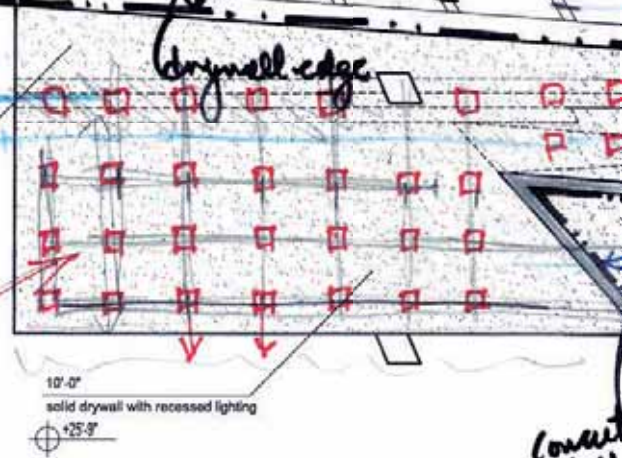 drywall edge
10'-0"
solid drywall with recessed lighting
+25'-9"